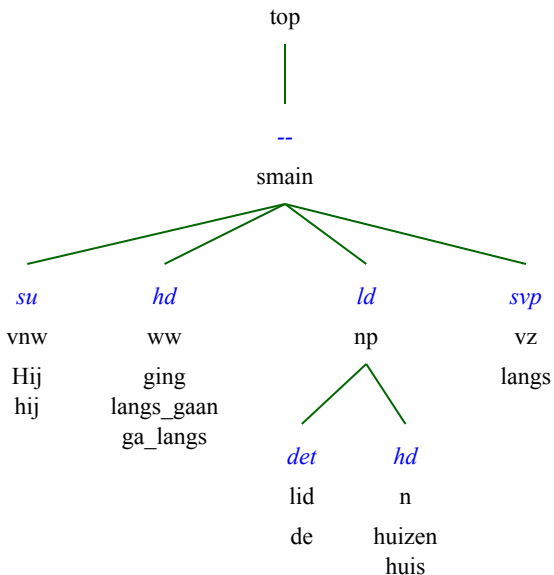 top
--
smain
su hd ld svp
vnw ww np vz
Hij ging langs
hij langs_gaan
ga_langs
det hd
lid n
de huizen
huis